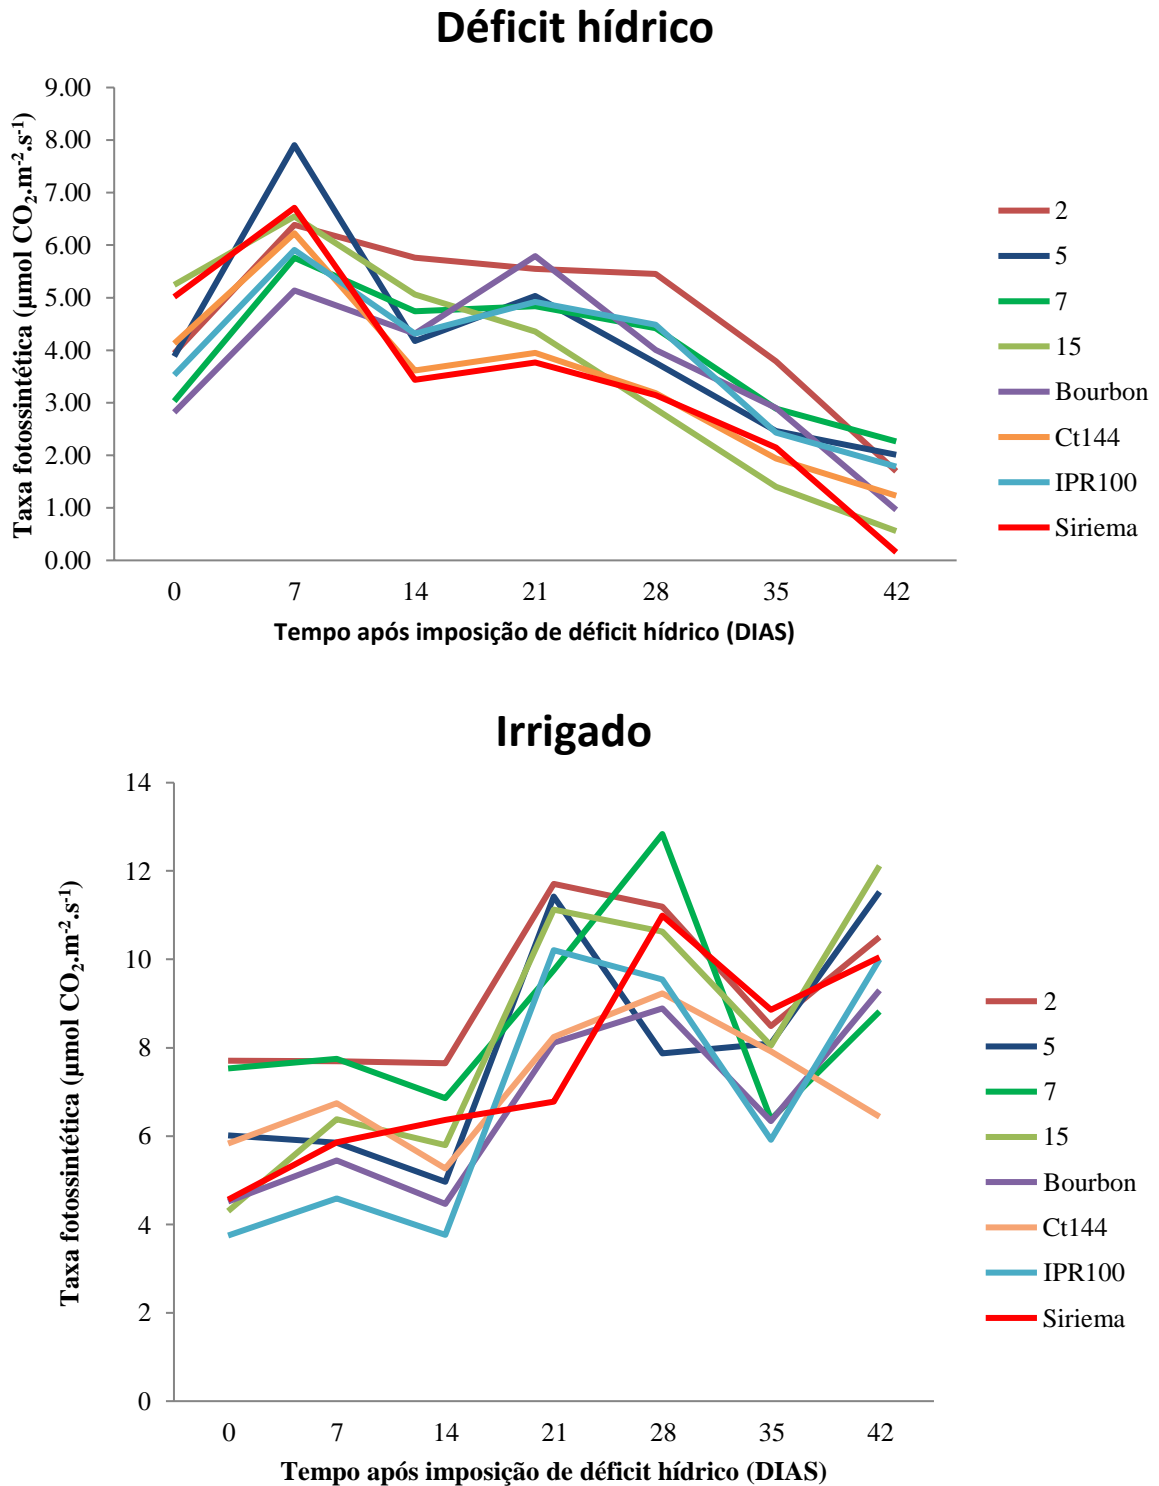 Déficit hídrico
Taxa fotossintética (µmol CO₂.m⁻².s⁻¹)
9.00
8.00
7.00
6.00
5.00
4.00
3.00
2.00
1.00
0.00
0 7 14 21 28 35 42
Tempo após imposição de déficit hídrico (DIAS)
2
5
7
15
Bourbon
Ct144
IPR100
Siriema
Irrigado
Taxa fotossintética (µmol CO₂.m⁻².s⁻¹)
14
12
10
8
6
4
2
0
0 7 14 21 28 35 42
Tempo após imposição de déficit hídrico (DIAS)
2
5
7
15
Bourbon
Ct144
IPR100
Siriema